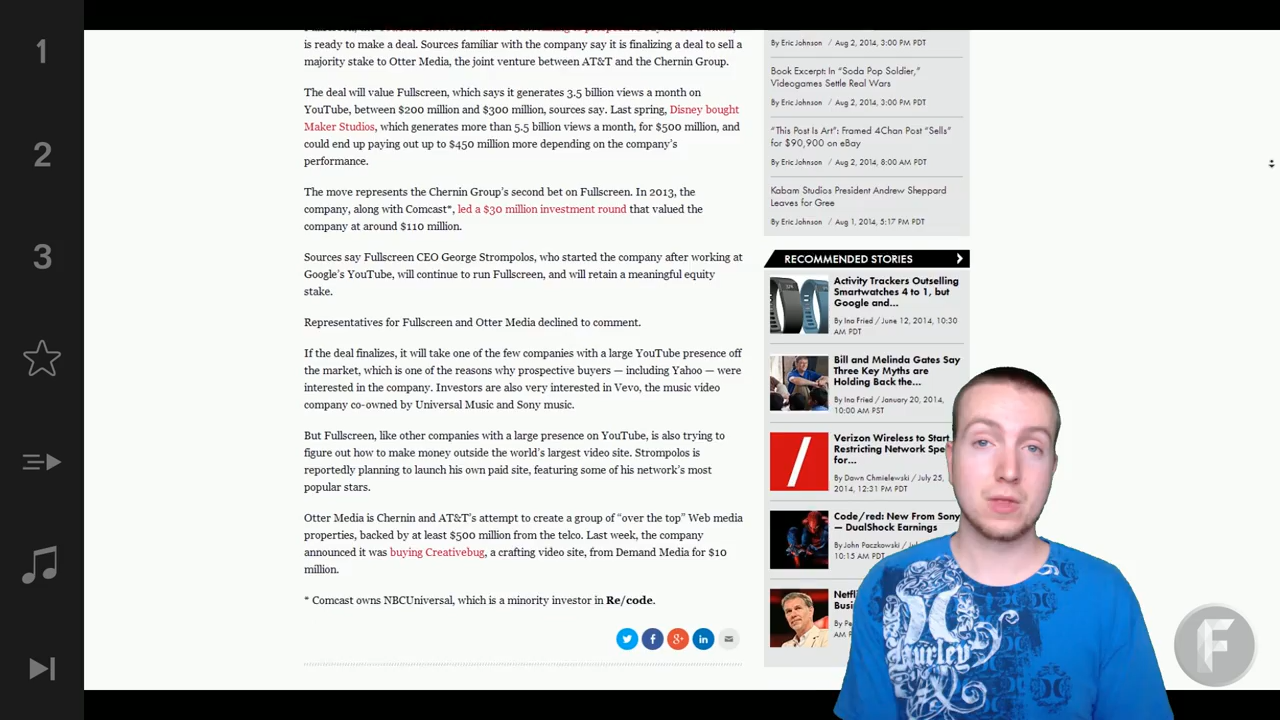 1
2
3
is ready to make a deal. Sources familiar with the company say it is finalizing a deal to sell a
majority stake to Otter Media, the joint venture between AT&T and the Chernin Group.
The deal will value Fullscreen, which says it generates 3.5 billion views a month on
YouTube, between $200 million and $300 million, sources say. Last spring, Disney bought
Maker Studios, which generates more than 5.5 billion views a month, for $500 million, and
could end up paying out up to $450 million more depending on the company's
performance.
The move represents the Chernin Group's second bet on Fullscreen. In 2013, the
company, along with Comcast*, led a $30 million investment round that valued the
company at around $110 million.
Sources say Fullscreen CEO George Strompolos, who started the company after working at
Google's YouTube, will continue to run Fullscreen, and will retain a meaningful equity
stake.
Representatives for Fullscreen and Otter Media declined to comment.
If the deal finalizes, it will take one of the few companies with a large YouTube presence off
the market, which is one of the reasons why prospective buyers — including Yahoo — were
interested in the company. Investors are also very interested in Vevo, the music video
company co-owned by Universal Music and Sony music.
But Fullscreen, like other companies with a large presence on YouTube, is also trying to
figure out how to make money outside the world's largest video site. Strompolos is
reportedly planning to launch his own paid site, featuring some of his network's most
popular stars.
Otter Media is Chernin and AT&T's attempt to create a group of "over the top" Web media
properties, backed by at least $500 million from the telco. Last week, the company
announced it was buying Creativebug, a crafting video site, from Demand Media for $10
million.
* Comcast owns NBCUniversal, which is a minority investor in Re/code.
By Eric Johnson / Aug 2, 2014, 3:00 PM PDT
Book Excerpt: In "Soda Pop Soldier,"
Videogames Settle Real Wars
By Eric Johnson / Aug 2, 2014, 3:00 PM PDT
"This Post Is Art": Framed 4Chan Post "Sells"
for $90,900 on eBay
By Eric Johnson / Aug 2, 2014, 8:00 AM PDT
Kabam Studios President Andrew Sheppard
Leaves for Gree
By Eric Johnson / Aug 1, 2014, 5:17 PM PDT
RECOMMENDED STORIES
Activity Trackers Outselling
Smartwatches 4 to 1, but
Google and...
By Ina Fried / June 12, 2014, 10:30
AM PDT
Bill and Melinda Gates Say
Three Key Myths are
Holding Back the...
By Ina Fried / January 20, 2014,
10:00 AM PST
Verizon Wireless to Start
Restricting Network
for...
By Dawn Chmielewski / July 25,
2014, 12:31 PM PDT
Code/red: New From Sony
— DualShock Earnings
By John Paczkowski /
10:15 AM PDT
Hurley
F